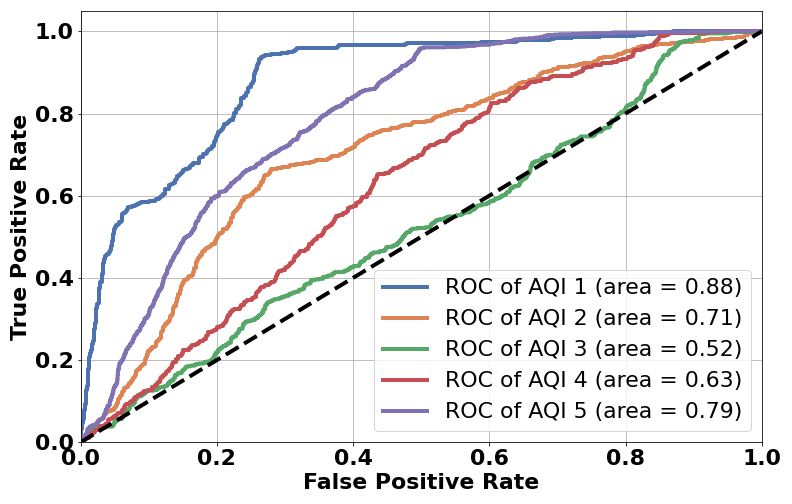 True Positive Rate
1.0
0.8
0.6
0.4
0.2
0.0
ROC of AQI 1 (area = 0.88)
ROC of AQI 2 (area = 0.71)
ROC of AQI 3 (area = 0.52)
ROC of AQI 4 (area = 0.63)
ROC of AQI 5 (area = 0.79)
0.0 0.2 0.4 0.6 0.8 1.0
False Positive Rate